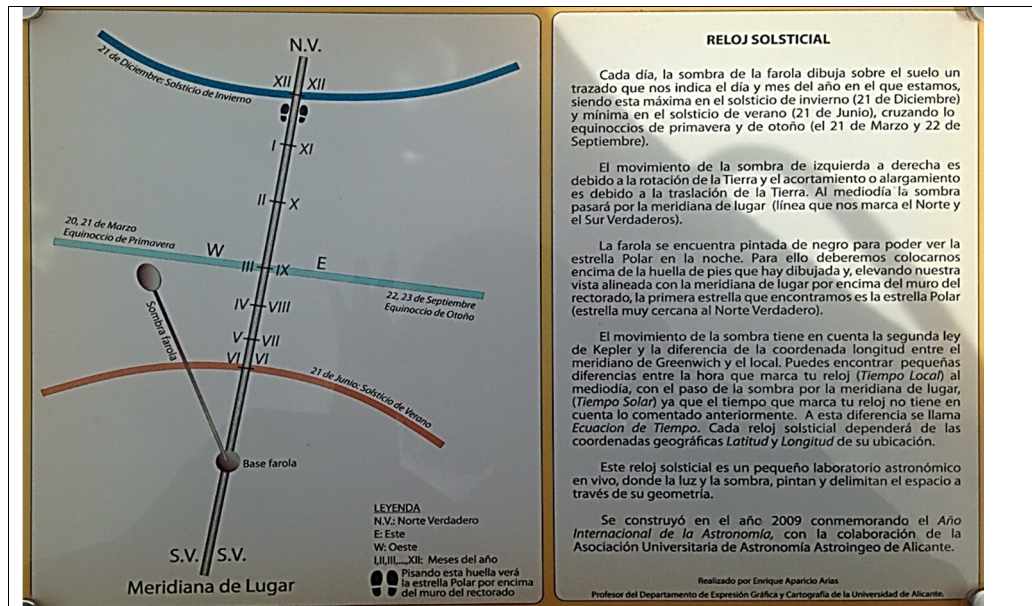 N.V.
21 de Diciembre: Solsticio de Invierno
XII XII
I XI
II X
20, 21 de Marzo
Equinoccio de Primavera
W
E
III IX
22, 23 de Septiembre
Equinoccio de Otoño
IV VIII
V VII
VI VI
Sombra farola
21 de Junio: Solsticio de Verano
Base farola
S.V. S.V.
Meridiana de Lugar
LEYENDA
N.V.: Norte Verdadero
E: Este
W: Oeste
I,II,III,...,XII: Meses del año
Pisando esta huella verá
la estrella Polar por encima
del muro del rectorado
RELOJ SOLSTICIAL
Cada día, la sombra de la farola dibuja sobre el suelo un
trazado que nos indica el día y mes del año en el que estamos,
siendo esta máxima en el solsticio de invierno (21 de Diciembre)
y mínima en el solsticio de verano (21 de Junio), cruzando lo
equinoccios de primavera y de otoño (el 21 de Marzo y 22 de
Septiembre).
El movimiento de la sombra de izquierda a derecha es
debido a la rotación de la Tierra y el acortamiento o alargamiento
es debido a la traslación de la Tierra. Al mediodía la sombra
pasará por la meridiana de lugar (línea que nos marca el Norte y
el Sur Verdaderos).
La farola se encuentra pintada de negro para poder ver la
estrella Polar en la noche. Para ello deberemos colocarnos
encima de la huella de pies que hay dibujada y, elevando nuestra
vista alineada con la meridiana de lugar por encima del muro del
rectorado, la primera estrella que encontramos es la estrella Polar
(estrella muy cercana al Norte Verdadero).
El movimiento de la sombra tiene en cuenta la segunda ley
de Kepler y la diferencia de la coordenada longitud entre el
meridiano de Greenwich y el local. Puedes encontrar pequeñas
diferencias entre la hora que marca tu reloj (Tiempo Local) al
mediodía, con el paso de la sombra por la meridiana de lugar,
(Tiempo Solar) ya que el tiempo que marca tu reloj no tiene en
cuenta lo comentado anteriormente. A esta diferencia se llama
Ecuacion de Tiempo. Cada reloj solsticial dependerá de las
coordenadas geográficas Latitud y Longitud de su ubicación.
Este reloj solsticial es un pequeño laboratorio astronómico
en vivo, donde la luz y la sombra, pintan y delimitan el espacio a
través de su geometría.
Se construyó en el año 2009 conmemorando el Año
Internacional de la Astronomía, con la colaboración de la
Asociación Universitaria de Astronomía Astroingeo de Alicante.
Realizado por Enrique Aparicio Arias
Profesor del Departamento de Expresión Gráfica y Cartografía de la Universidad de Alicante.